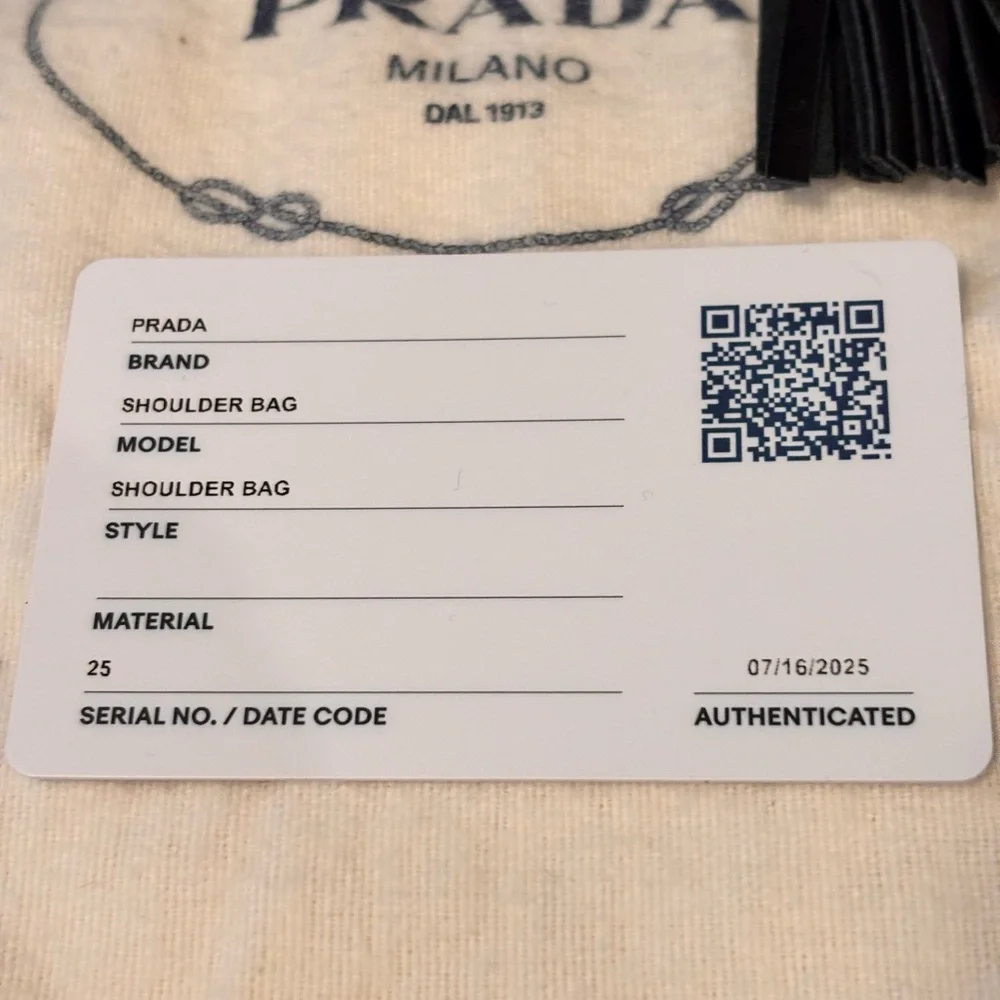 PRADA
MILANO
DAL 1913
PRADA
BRAND
SHOULDER BAG
MODEL
SHOULDER BAG
STYLE
MATERIAL
25
SERIAL NO. / DATE CODE
07/16/2025
AUTHENTICATED